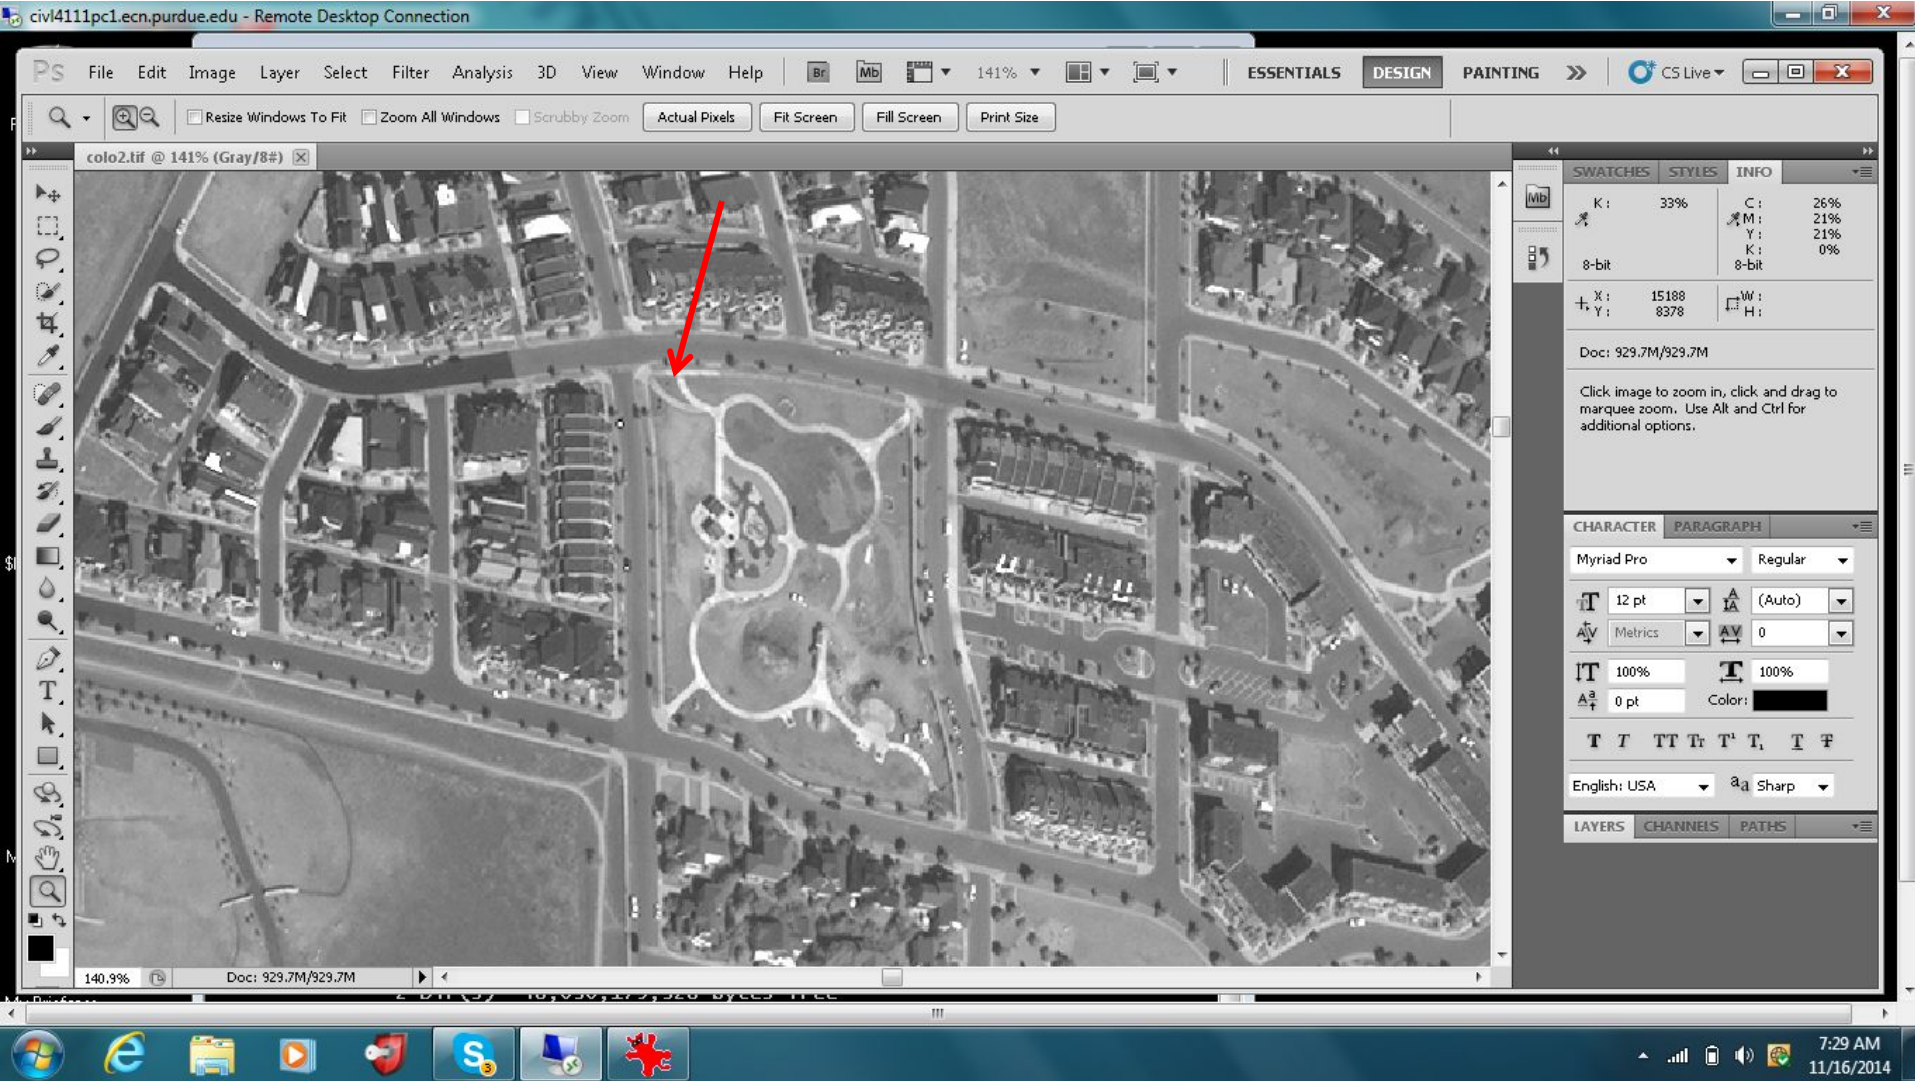 civl4111pc1.ecn.purdue.edu - Remote Desktop Connection
Ps File Edit Image Layer Select Filter Analysis 3D View Window Help Br Mb 141% ESSENTIALS DESIGN PAINTING CS Live
Resize Windows To Fit Zoom All Windows Scrubby Zoom Actual Pixels Fit Screen Fill Screen Print Size
colo2.tif @ 141% (Gray/8#)
Mb
SWATCHES STYLES INFO
K: 33% C: 26%
M: 21%
Y: 21%
K: 0%
8-bit 8-bit
X: 15188 W:
Y: 8378 H:
Doc: 929.7M/929.7M
Click image to zoom in, click and drag to
marquee zoom. Use Alt and Ctrl for
additional options.
CHARACTER PARAGRAPH
Myriad Pro Regular
12 pt (Auto)
Metrics 0
100% 100%
0 pt Color:
T T TT Tr T¹ T, T T
English: USA aa Sharp
LAYERS CHANNELS PATHS
140.9% Doc: 929.7M/929.7M
7:29 AM
11/16/2014